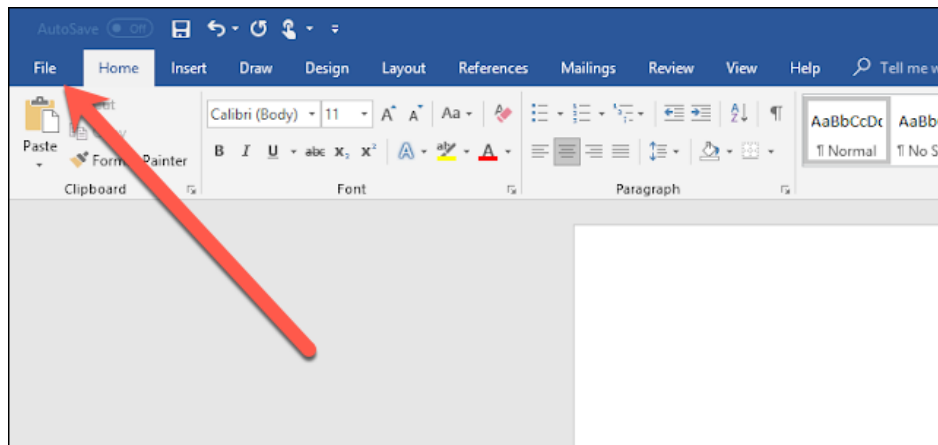 AutoSave Off
File Home Insert Draw Design Layout References Mailings Review View Help Tell me
Calibri (Body) 11 Aa AaBbCcDc AaBb
Paste Painter B I U abc X₂ X² A aby A ¶ Normal ¶ No S
Clipboard Font Paragraph